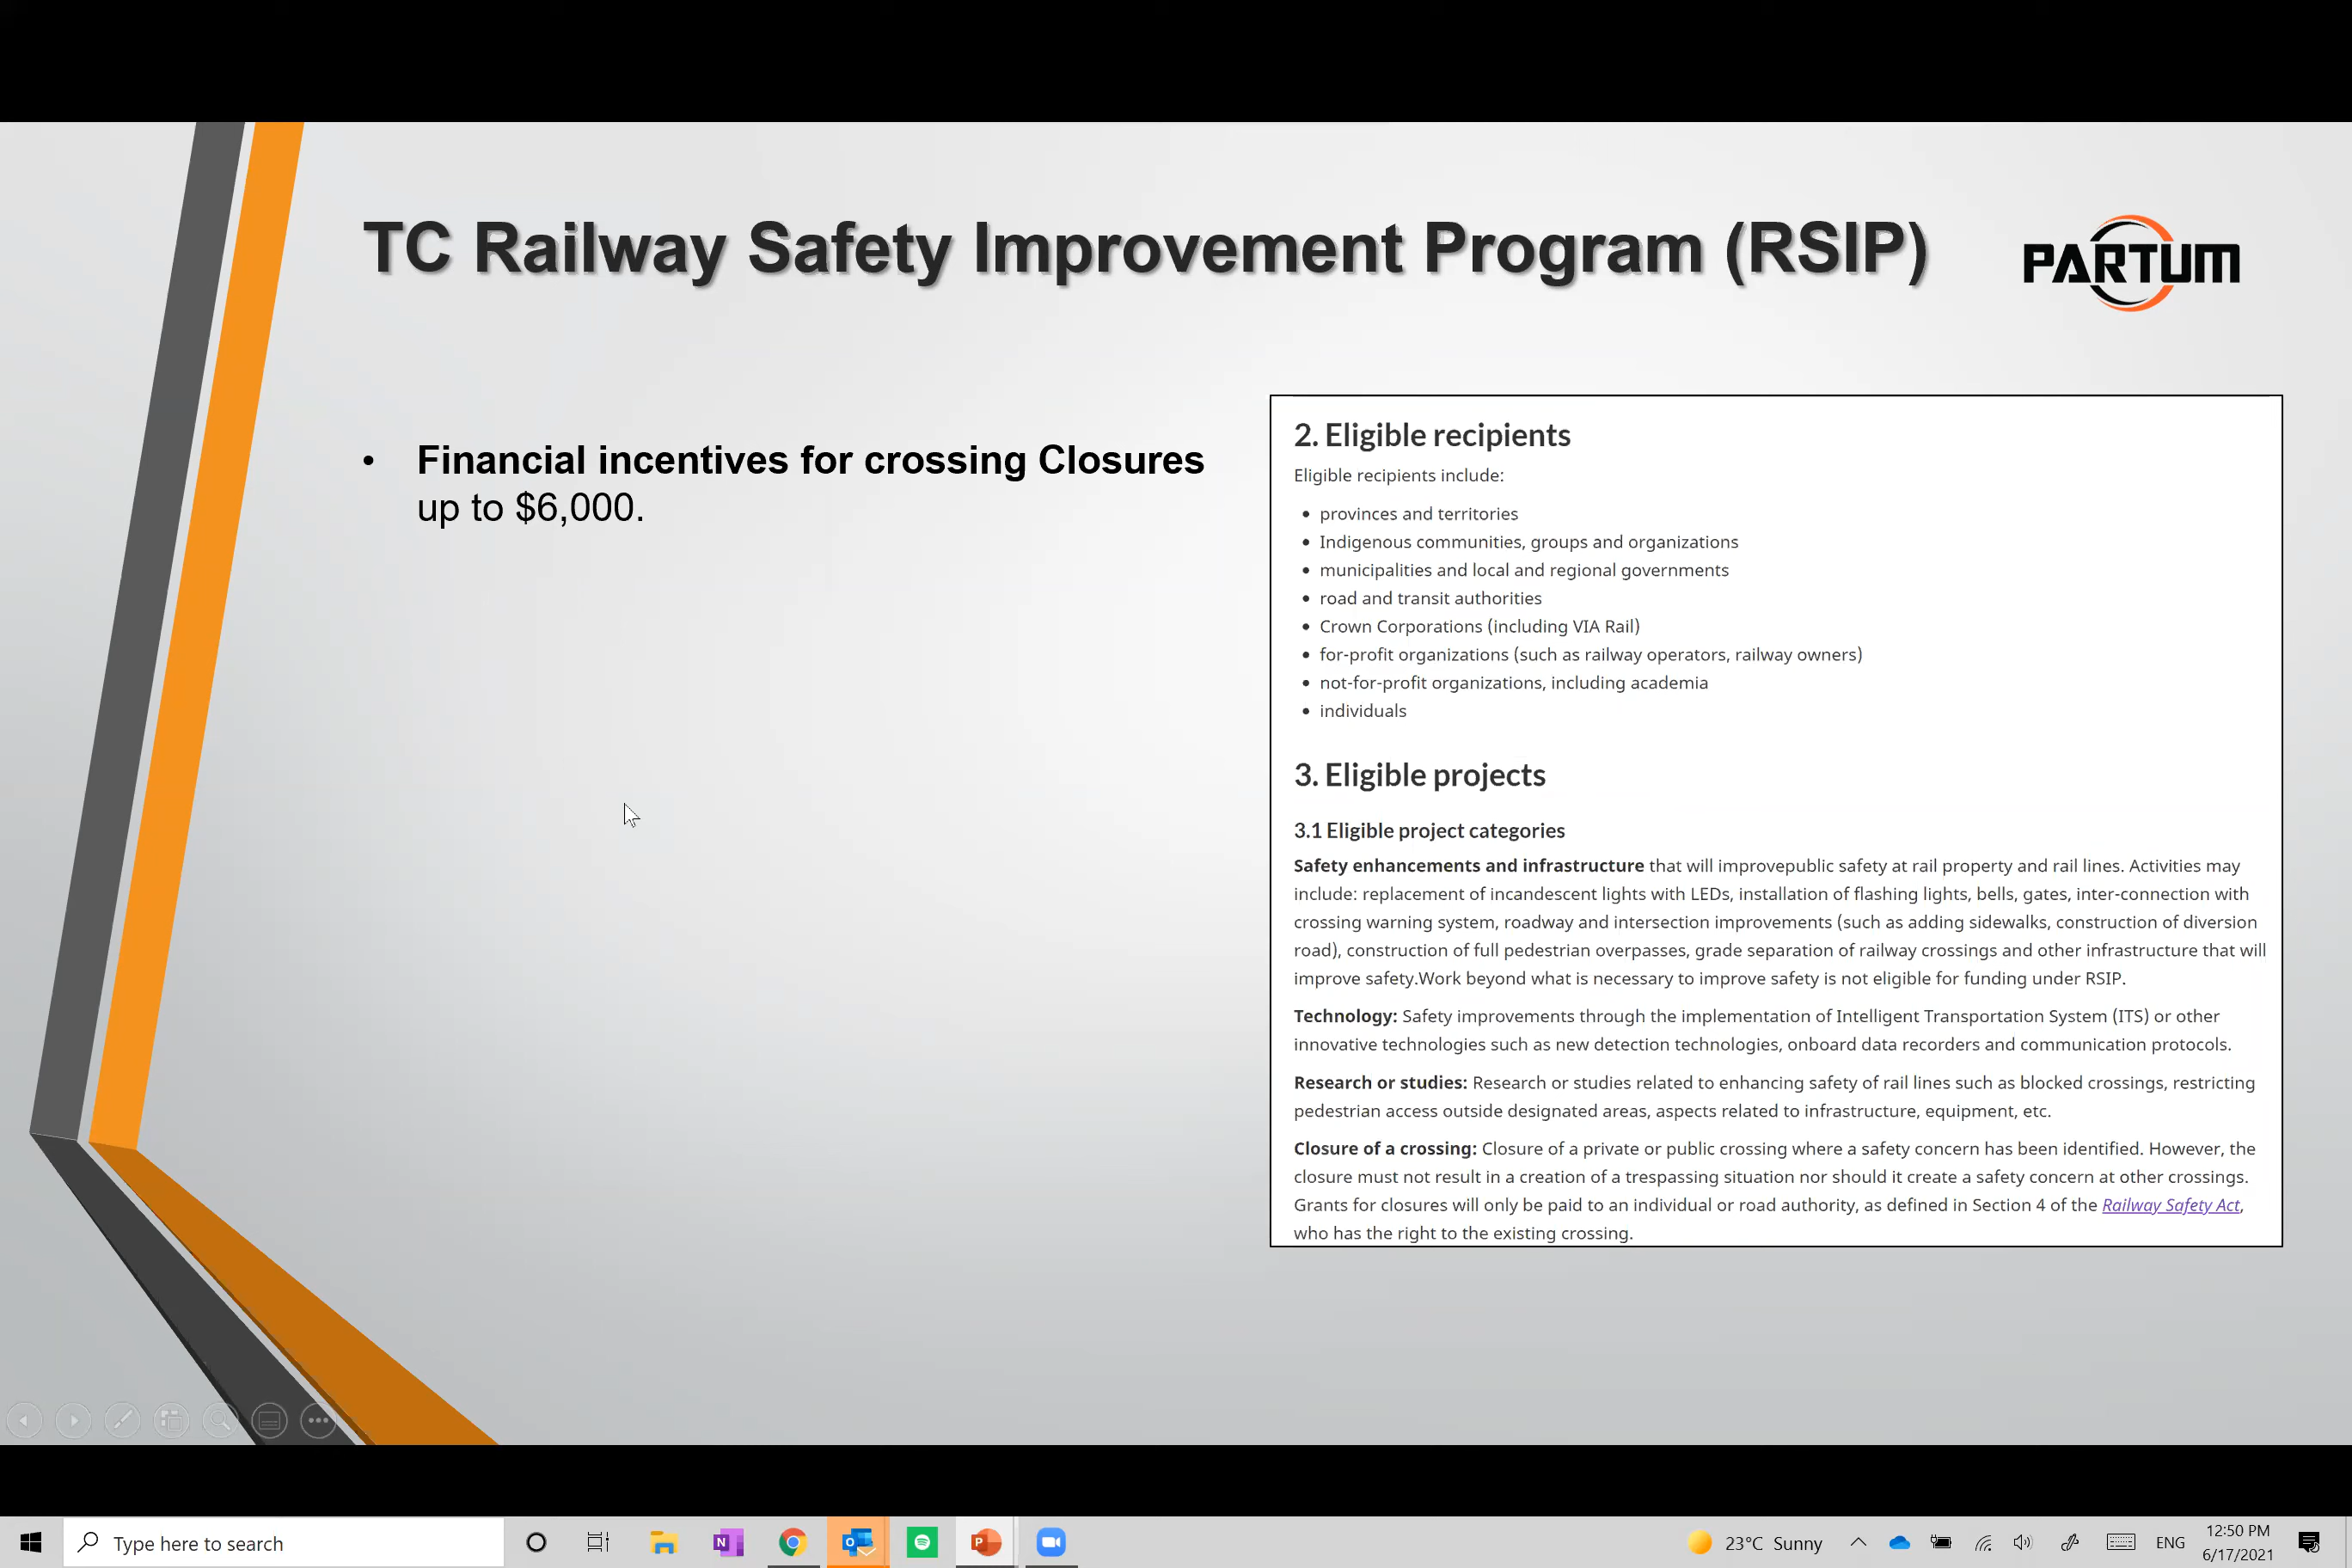 TC Railway Safety Improvement Program (RSIP)
PARTUM
• Financial incentives for crossing Closures
up to $6,000.
2. Eligible recipients
Eligible recipients include:
• provinces and territories
• Indigenous communities, groups and organizations
• municipalities and local and regional governments
• road and transit authorities
• Crown Corporations (including VIA Rail)
• for-profit organizations (such as railway operators, railway owners)
• not-for-profit organizations, including academia
• individuals
3. Eligible projects
3.1 Eligible project categories
Safety enhancements and infrastructure that will improvepublic safety at rail property and rail lines. Activities may
include: replacement of incandescent lights with LEDs, installation of flashing lights, bells, gates, inter-connection with
crossing warning system, roadway and intersection improvements (such as adding sidewalks, construction of diversion
road), construction of full pedestrian overpasses, grade separation of railway crossings and other infrastructure that will
improve safety.Work beyond what is necessary to improve safety is not eligible for funding under RSIP.
Technology: Safety improvements through the implementation of Intelligent Transportation System (ITS) or other
innovative technologies such as new detection technologies, onboard data recorders and communication protocols.
Research or studies: Research or studies related to enhancing safety of rail lines such as blocked crossings, restricting
pedestrian access outside designated areas, aspects related to infrastructure, equipment, etc.
Closure of a crossing: Closure of a private or public crossing where a safety concern has been identified. However, the
closure must not result in a creation of a trespassing situation nor should it create a safety concern at other crossings.
Grants for closures will only be paid to an individual or road authority, as defined in Section 4 of the Railway Safety Act,
who has the right to the existing crossing.
Type here to search
23°C Sunny
ENG
12:50 PM
6/17/2021